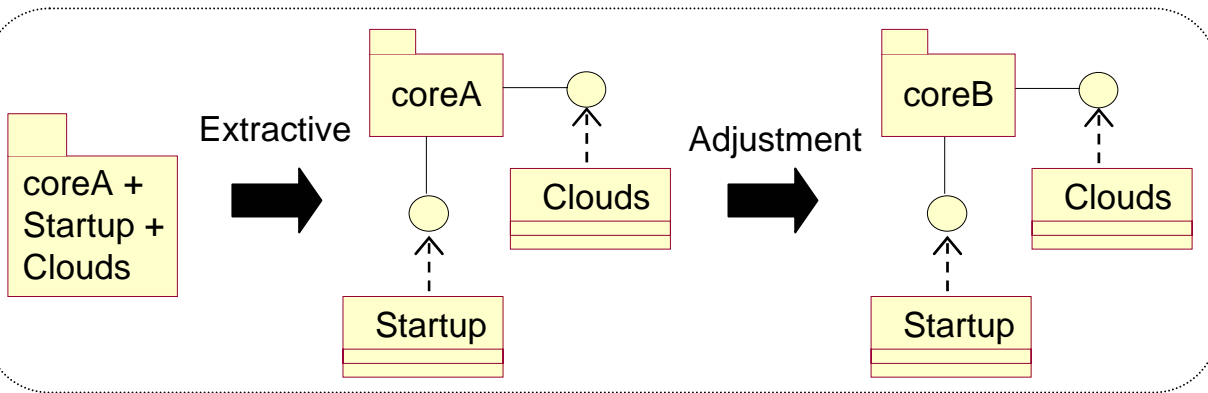 coreA +
Startup +
Clouds
Extractive
coreA
Clouds
Startup
Adjustment
coreB
Clouds
Startup